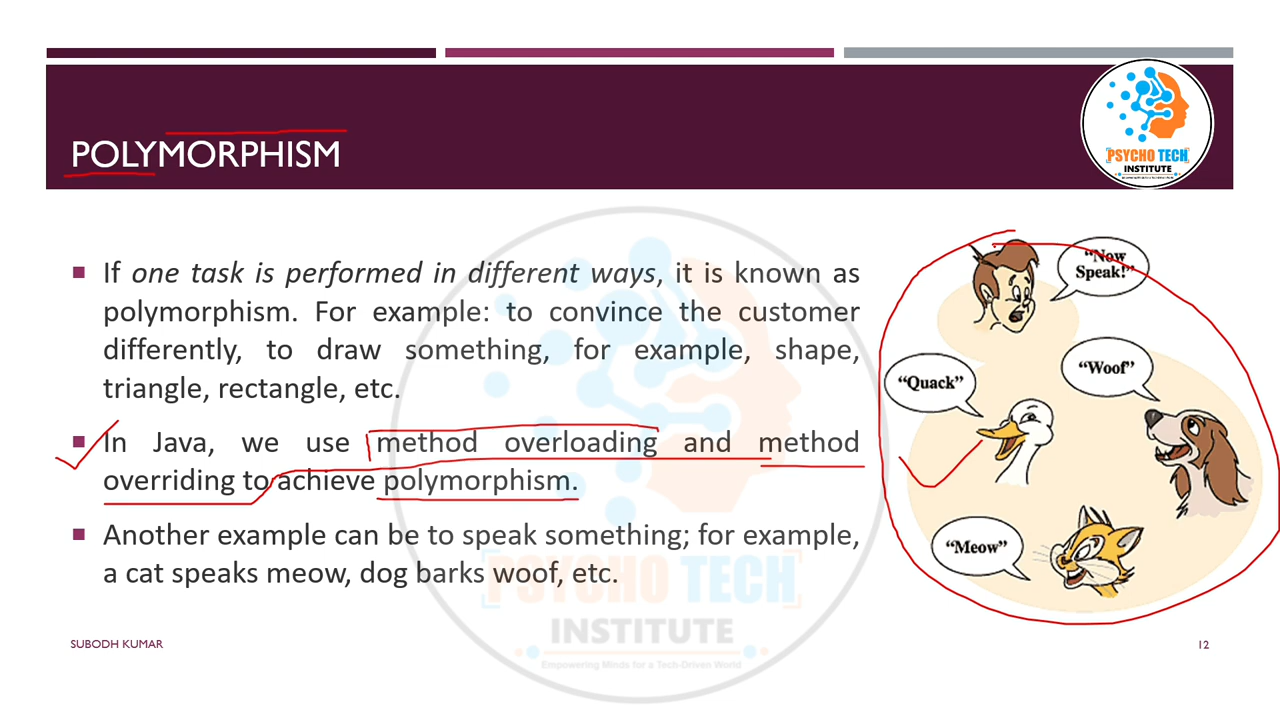 PSYCHO TECH
INSTITUTE
POLYMORPHISM
If one task is performed in different ways, it is known as
polymorphism. For example: to convince the customer
differently, to draw something, for example, shape,
triangle, rectangle, etc.
In Java, we use method overloading and method
overriding to achieve polymorphism.
Another example can be to speak something; for example,
a cat speaks meow, dog barks woof, etc.
“Now
Speak!”
“Quack”
“Woof”
“Meow”
PSYCHO TECH
INSTITUTE
Empowering Minds for a Tech-Driven World
SUBODH KUMAR
12